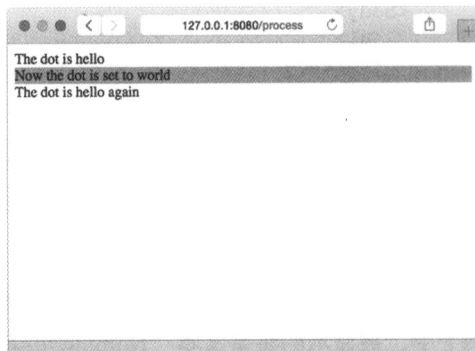 127.0.0.1:8080/process
The dot is hello
Now the dot is set to world
The dot is hello again